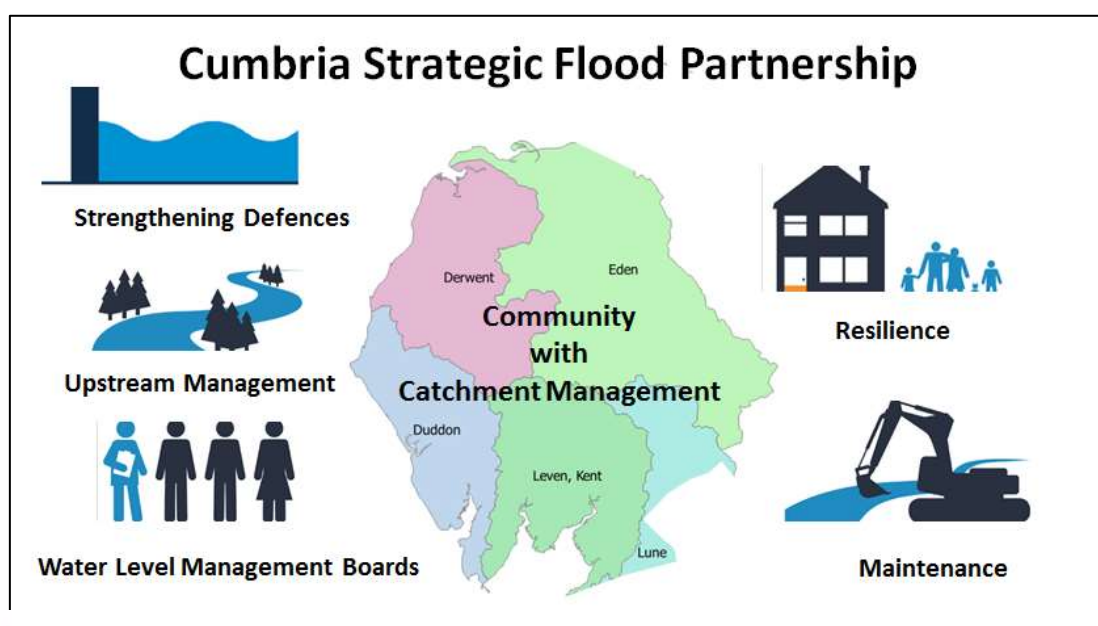 Cumbria Strategic Flood Partnership
Strengthening Defences
Upstream Management
Water Level Management Boards
Derwent
Eden
Community
with
Catchment Management
Duddon
Leven, Kent
Lune
Resilience
Maintenance